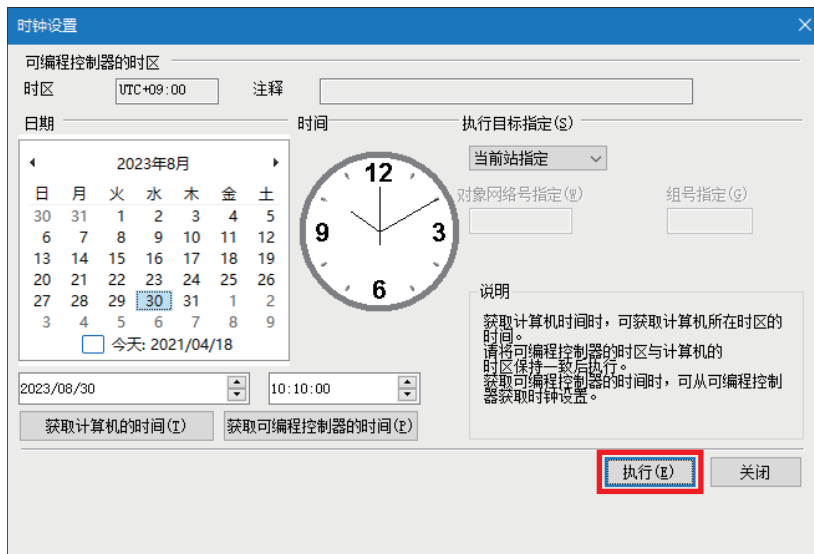 时钟设置
可编程控制器的时区
时区 UTC+09:00 注释
日期 时间 执行目标指定(S)
2023年8月 当前站指定
日 月 火 水 木 金 土
30 31 1 2 3 4 5
6 7 8 9 10 11 12
13 14 15 16 17 18 19
20 21 22 23 24 25 26
27 28 29 30 31 1 2
3 4 5 6 7 8 9
今天: 2021/04/18
12
9 3
6
对象网络号指定(W) 组号指定(G)
说明
获取计算机时间时，可获取计算机所在时区的
时间。
请将可编程控制器的时区与计算机的
时区保持一致后执行。
获取可编程控制器的时间时，可从可编程控制
器获取时钟设置。
2023/08/30 10:10:00
获取计算机的时间(T) 获取可编程控制器的时间(P)
执行(E) 关闭